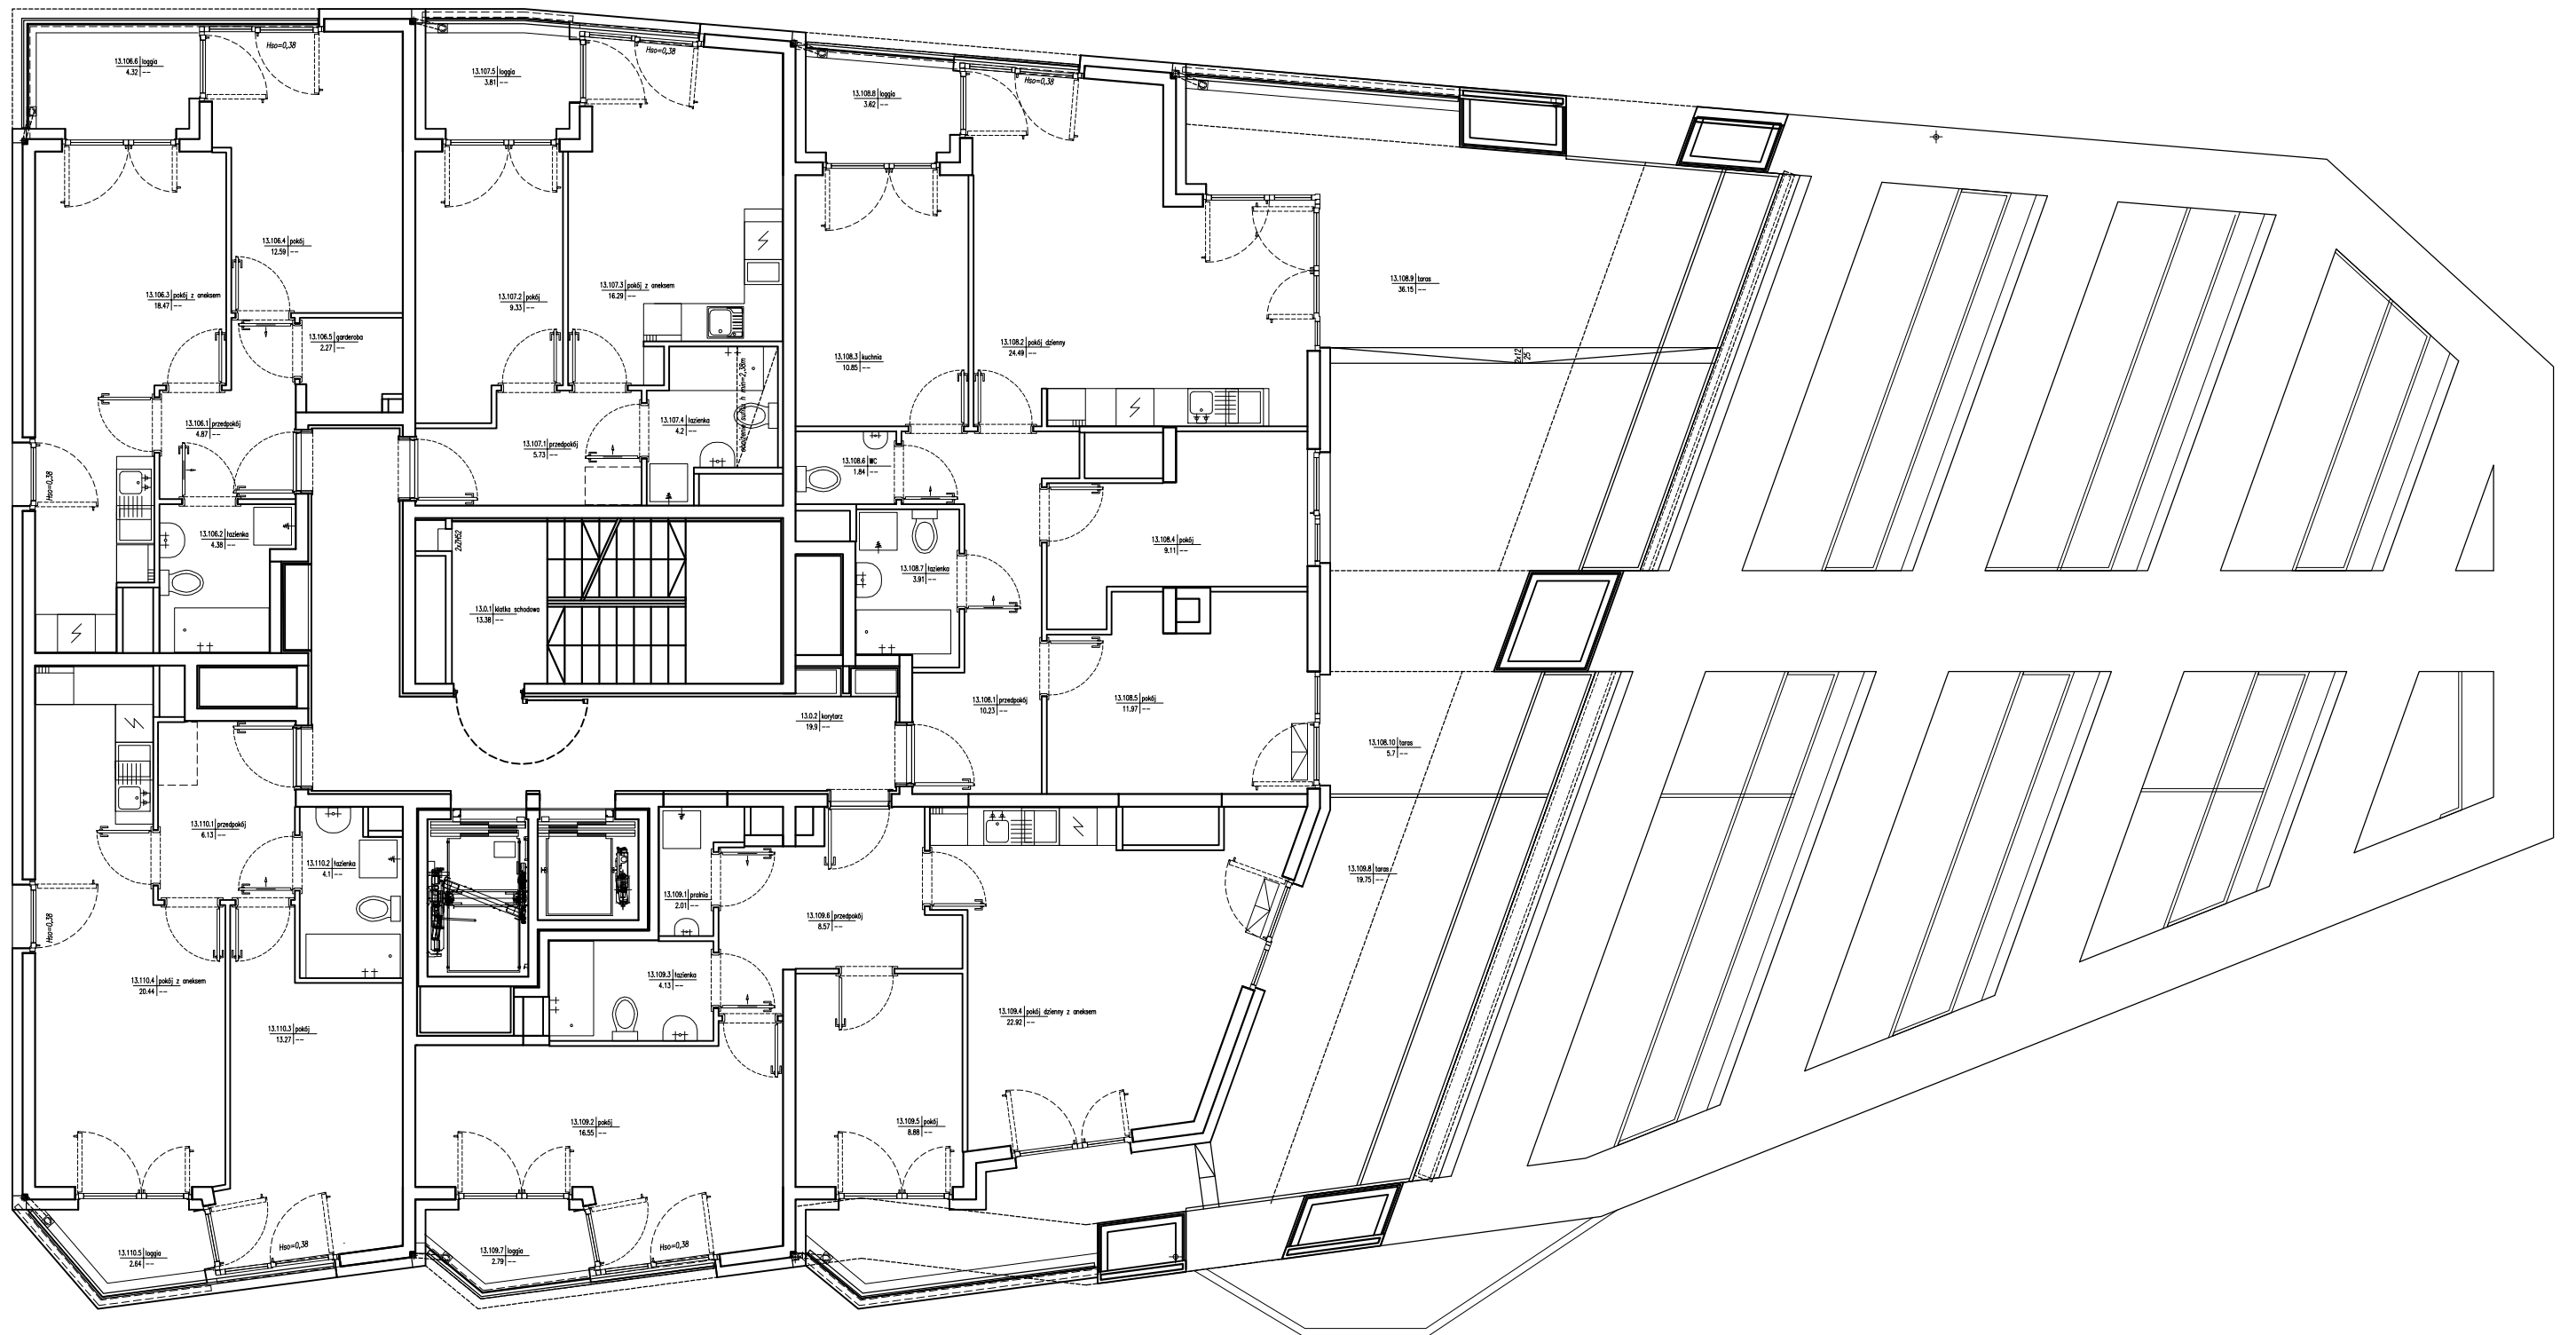 Hso=0,38
Hso=0,38
Hso=0,38
13.106.6 loggia
4.32 --
13.107.5 loggia
3.81 --
13.108.8 loggia
3.62 --
13.106.4 pokój
12.59 --
13.106.3 pokój z aneksem
18.47 --
13.107.2 pokój
9.33 --
13.107.3 pokój z aneksem
16.29 --
13.108.9 taras
36.15 --
13.106.5 garderoba
2.27 --
13.108.3 kuchnia
10.85 --
13.108.2 pokój dzienny
24.49 --
2x12
25
13.106.1 przedpokój
4.87 --
13.107.1 przedpokój
5.73 --
13.107.4 łazienka
4.2 --
h min=2,38m
13.108.6 WC
1.84 --
Hso=0,38
13.106.2 łazienka
4.38 --
2xZH52
13.108.4 pokój
9.11 --
13.108.7 łazienka
3.91 --
13.0.1 klatka schodowa
13.38 --
13.108.1 przedpokój
10.23 --
13.108.5 pokój
11.97 --
13.0.2 korytarz
19.9 --
13.108.10 taras
5.7 --
13.110.1 przedpokój
6.13 --
13.110.2 łazienka
4.1 --
13.109.1 pralnia
2.01 --
13.109.6 przedpokój
8.57 --
13.109.8 taras
19.75 --
Hso=0,38
13.110.4 pokój z aneksem
20.44 --
13.109.3 łazienka
4.13 --
13.110.3 pokój
13.27 --
13.109.4 pokój dzienny z aneksem
22.92 --
13.109.2 pokój
16.55 --
13.109.5 pokój
8.88 --
13.110.5 loggia
2.64 --
Hso=0,38
13.109.7 loggia
2.79 --
Hso=0,38